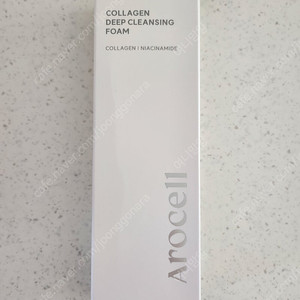 COLLAGEN
DEEP CLEANSING
FOAM
COLLAGEN | NIACINAMIDE
Arocell